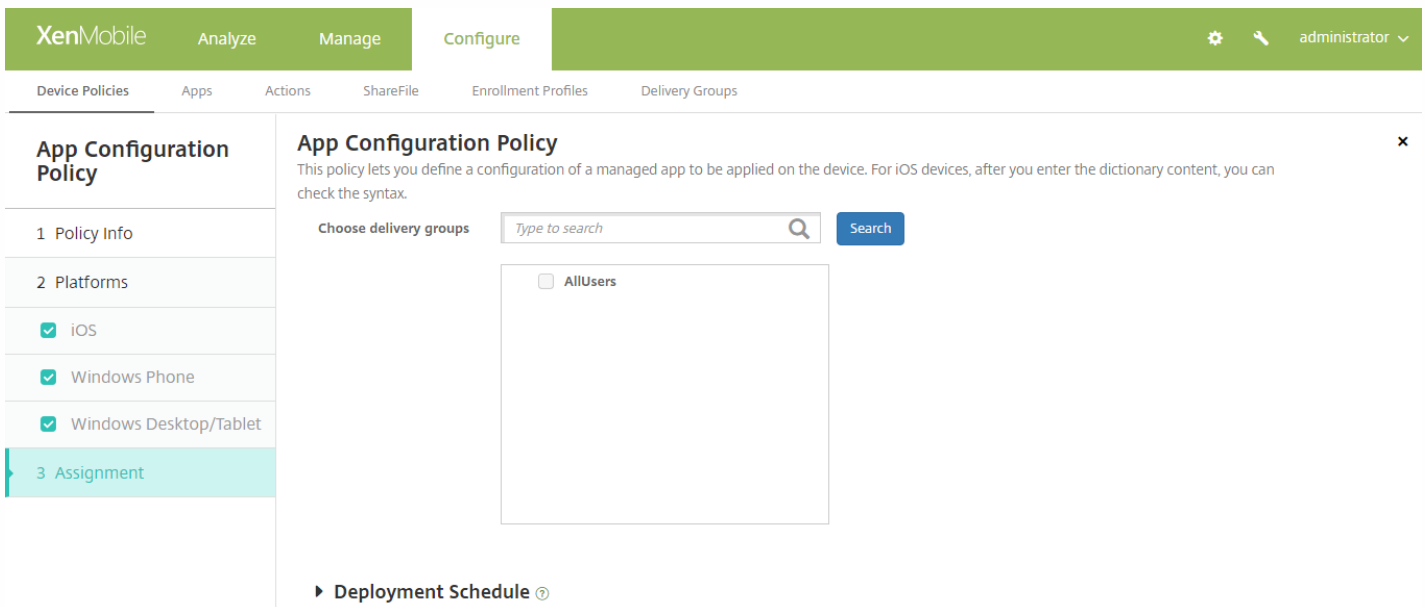 XenMobile Analyze Manage Configure administrator
Device Policies Apps Actions ShareFile Enrollment Profiles Delivery Groups
App Configuration
Policy
1 Policy Info
2 Platforms
iOS
Windows Phone
Windows Desktop/Tablet
3 Assignment
App Configuration Policy
This policy lets you define a configuration of a managed app to be applied on the device. For iOS devices, after you enter the dictionary content, you can
check the syntax.
Choose delivery groups Type to search Search
AllUsers
Deployment Schedule ?